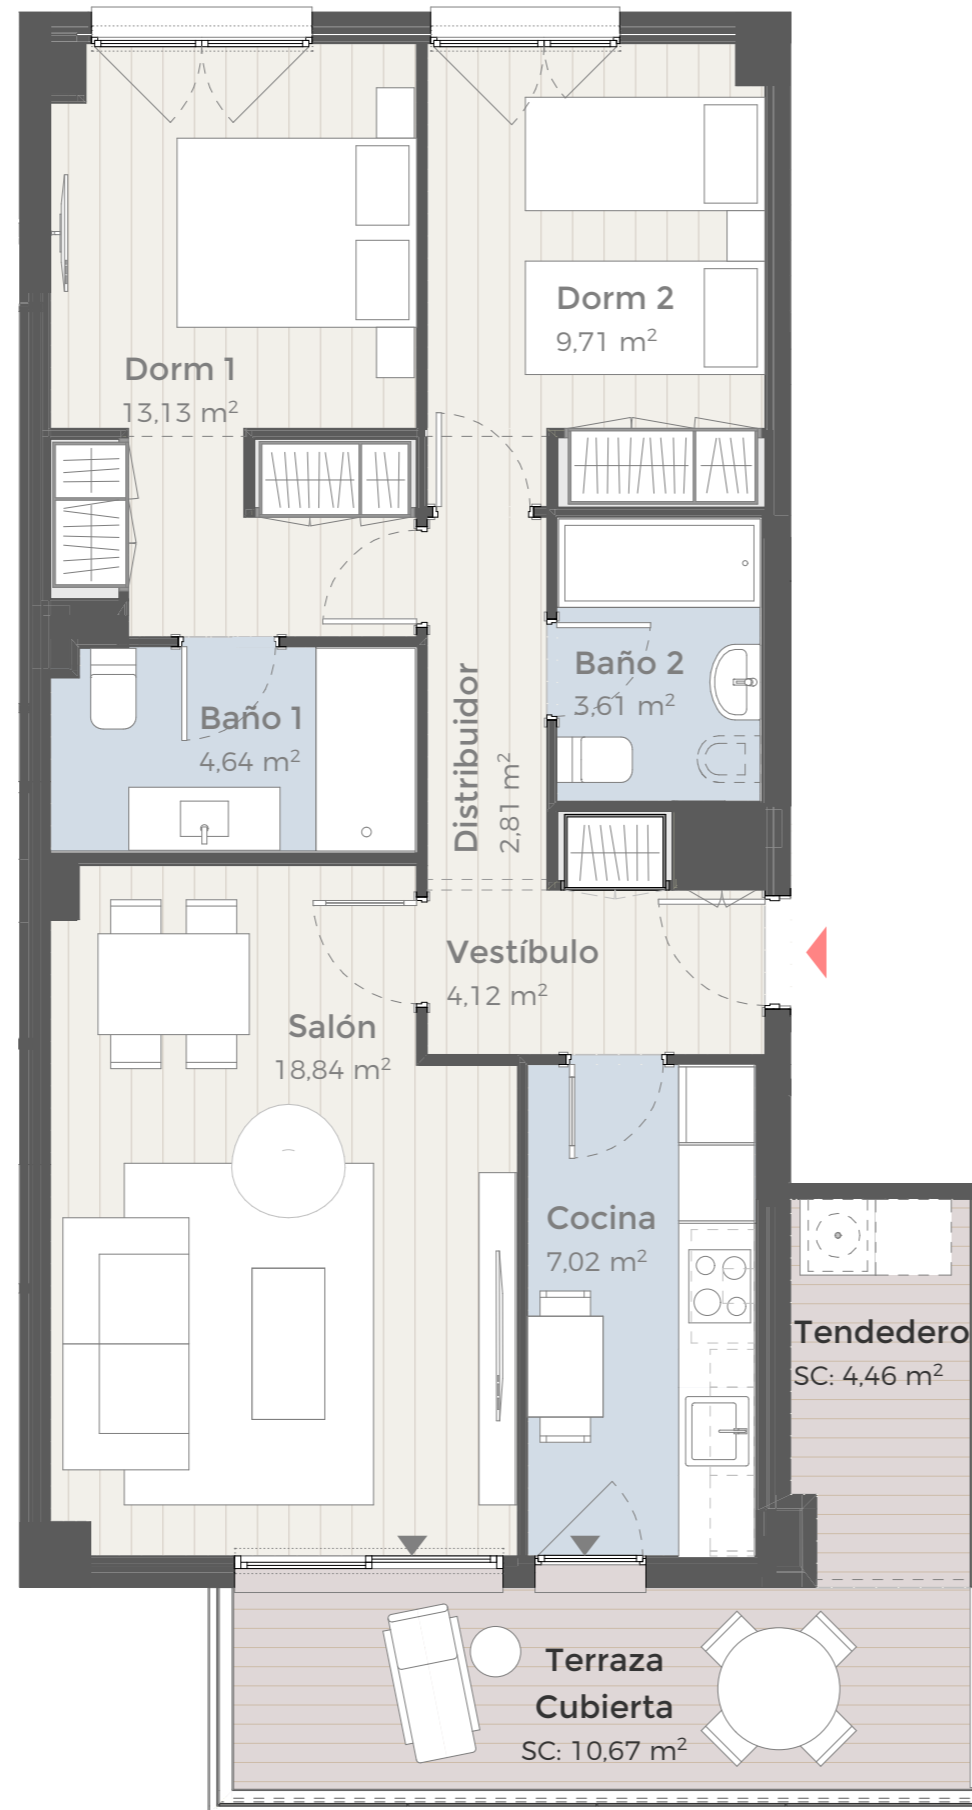 Dorm 2
9,71 m²
Dorm 1
13,13 m²
Baño 2
3,61 m²
Baño 1
4,64 m²
Distribuidor
2,81 m²
Vestíbulo
4,12 m²
Salón
18,84 m²
Cocina
7,02 m²
Tendedero
SC: 4,46 m²
Terraza
Cubierta
SC: 10,67 m²